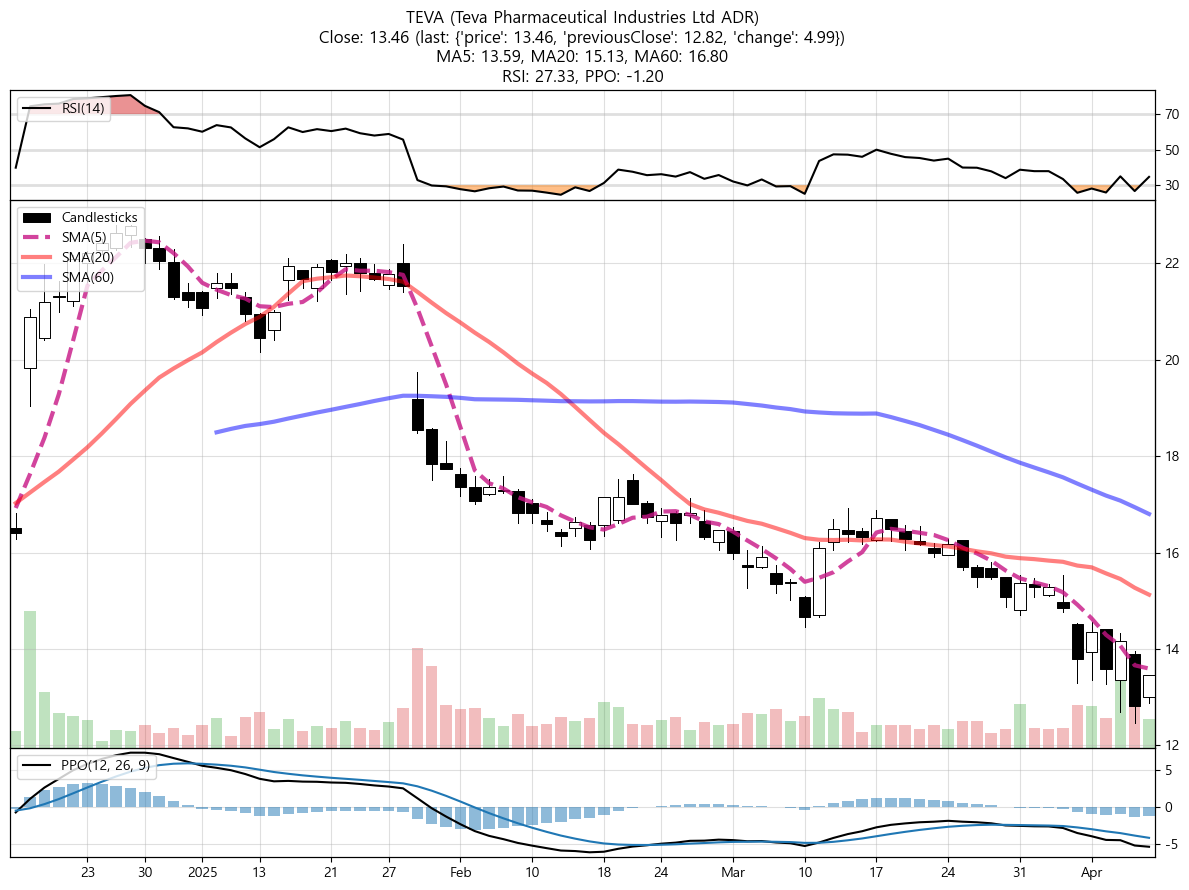 TEVA (Teva Pharmaceutical Industries Ltd ADR)
Close: 13.46 (last: {'price': 13.46, 'previousClose': 12.82, 'change': 4.99})
MA5: 13.59, MA20: 15.13, MA60: 16.80
RSI: 27.33, PPO: -1.20
RSI(14)
70
50
30
Candlesticks
SMA(5)
SMA(20)
SMA(60)
22
20
18
16
14
12
PPO(12, 26, 9)
5
0
-5
23 30 2025 13 21 27 Feb 10 18 24 Mar 10 17 24 31 Apr